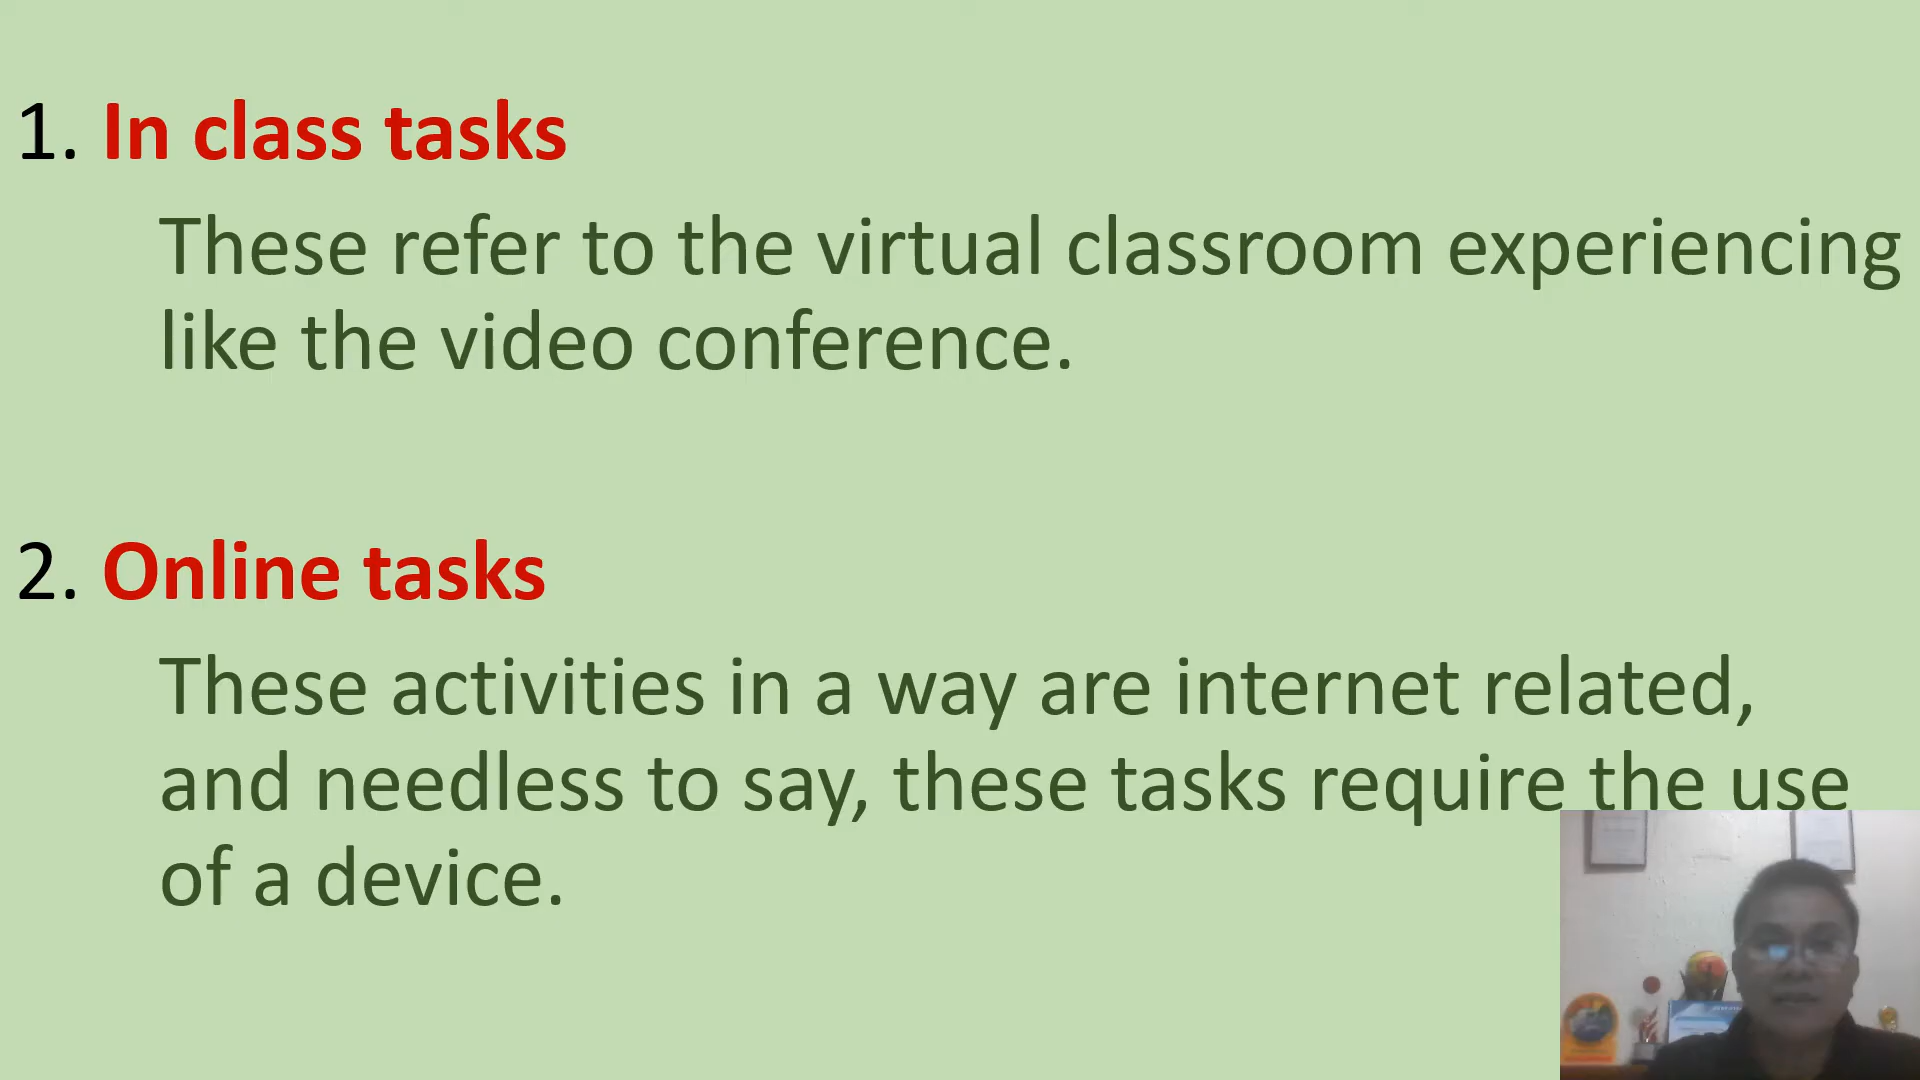 1. In class tasks
These refer to the virtual classroom experiencing
like the video conference.
2. Online tasks
These activities in a way are internet related,
and needless to say, these tasks require the use
of a device.